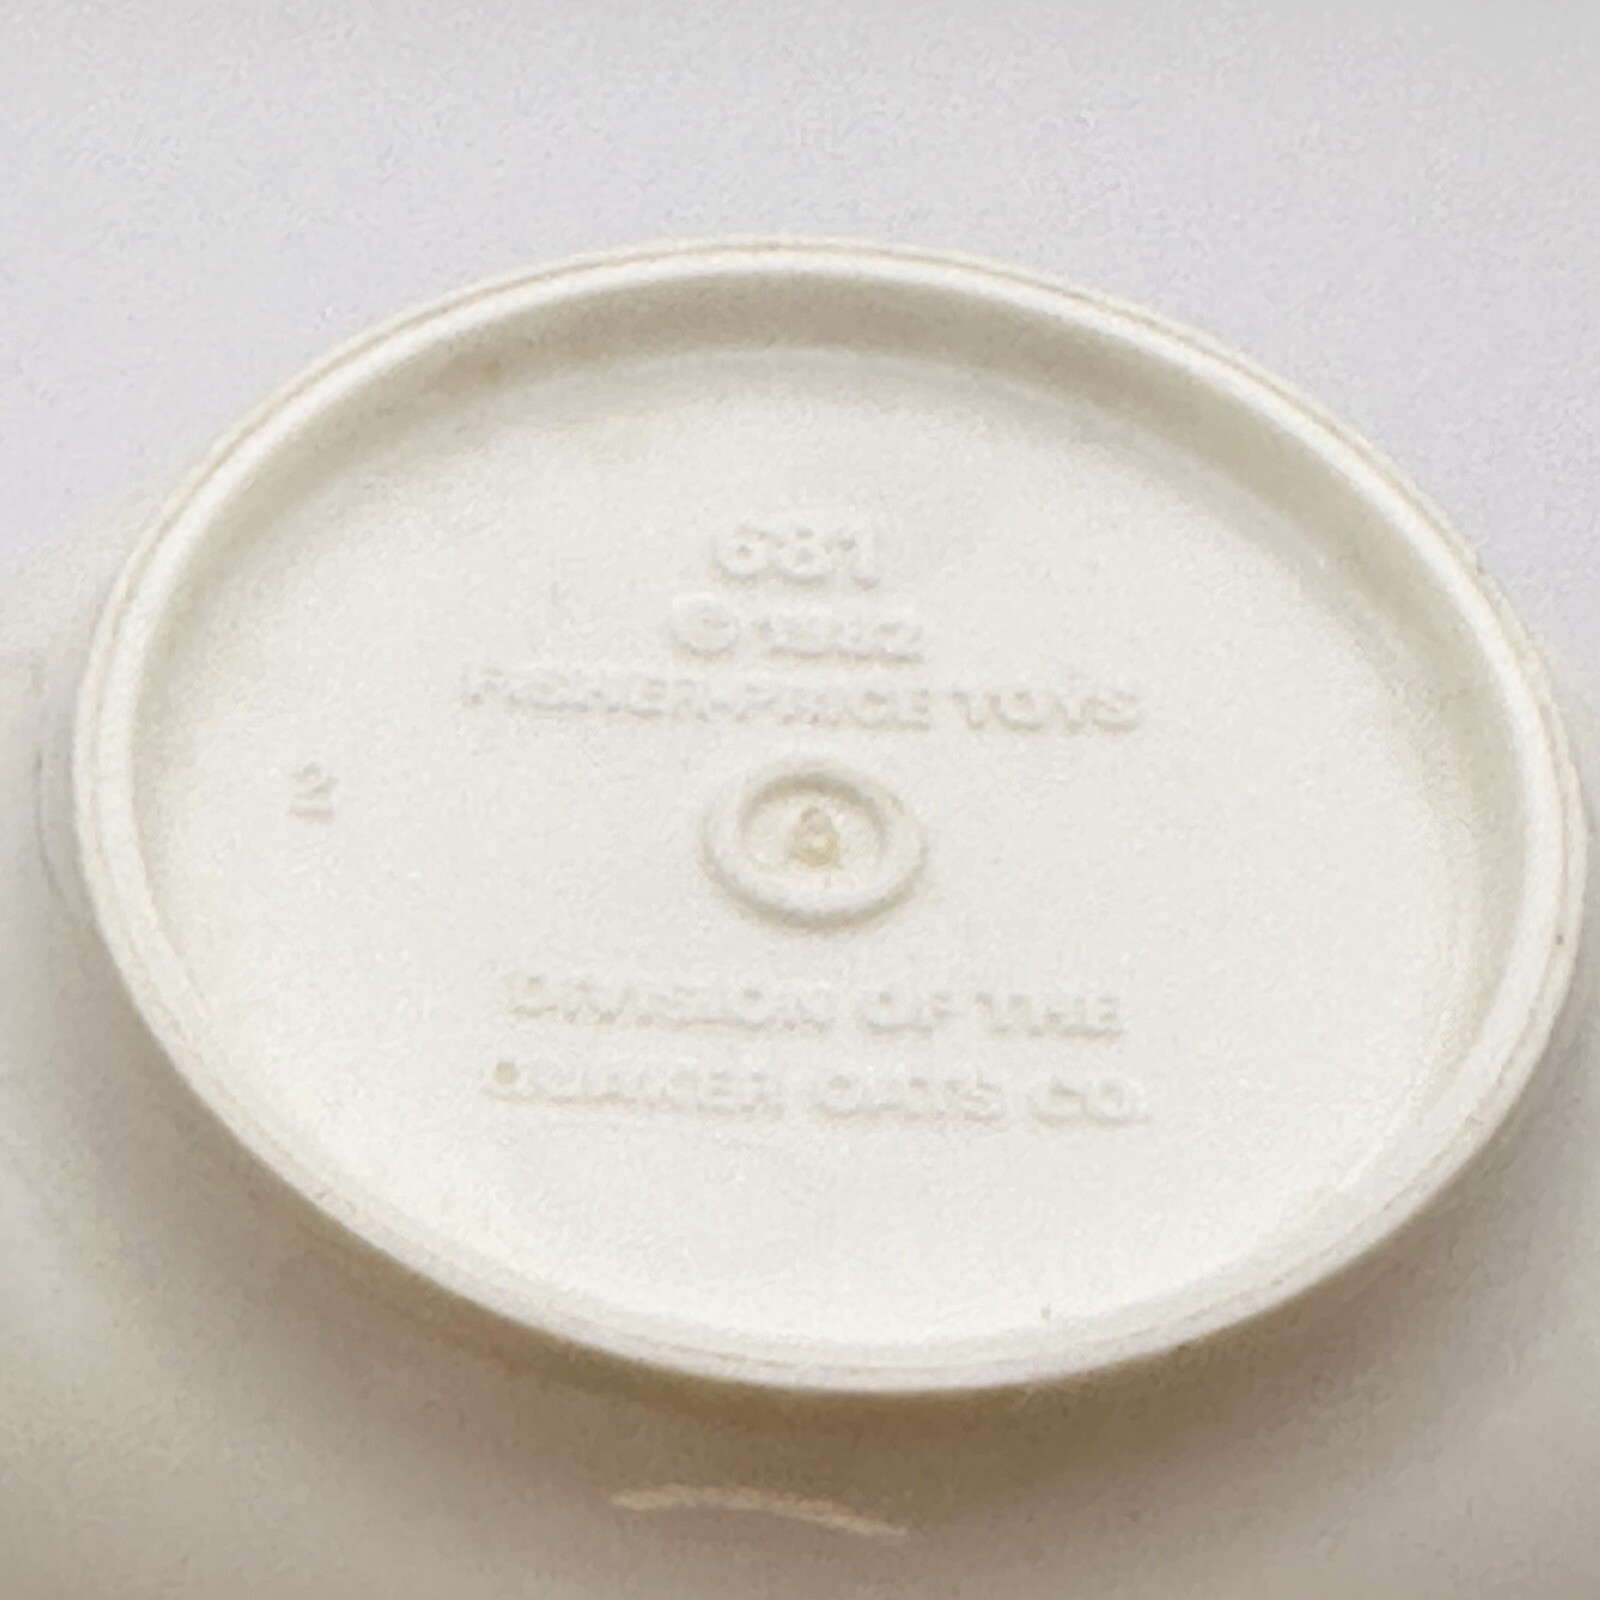 681
© 1982
FISHER-PRICE TOYS
2
DIVISION OF THE
QUAKER OATS CO.